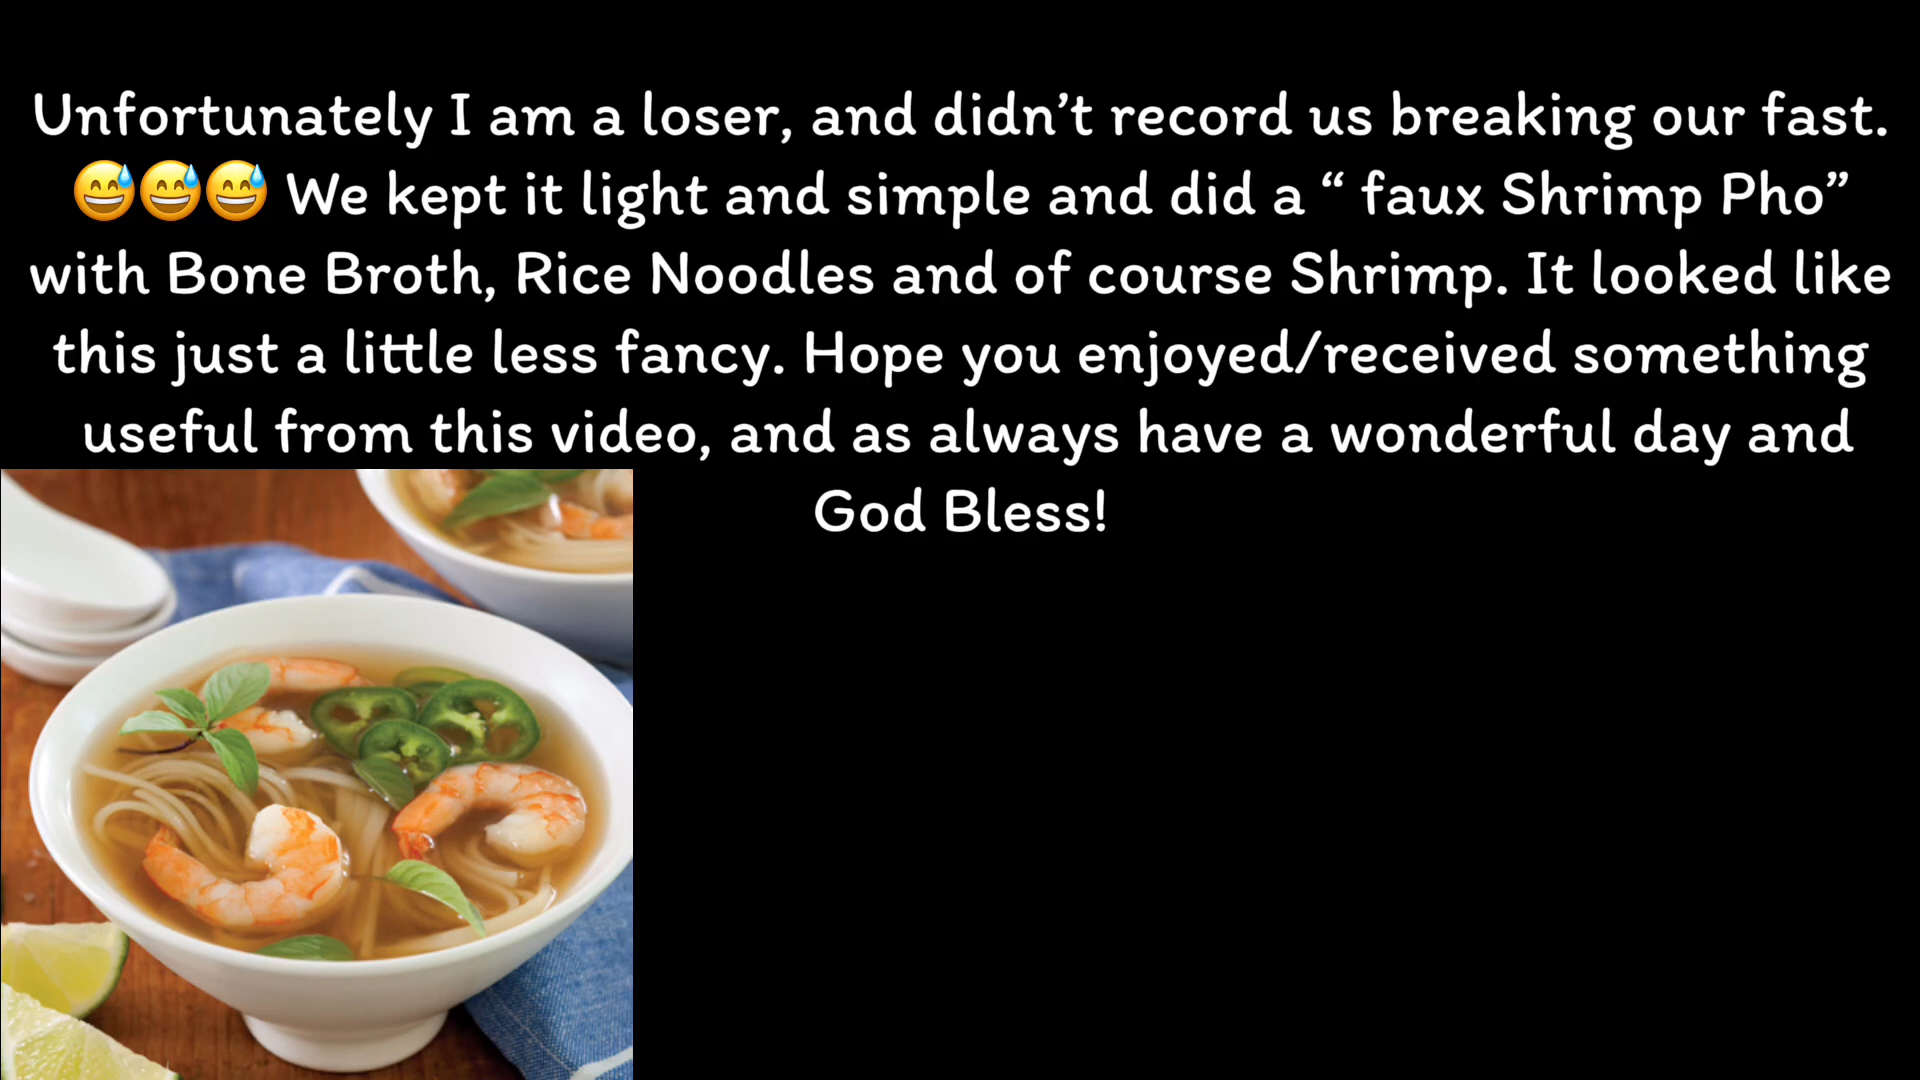 Unfortunately I am a loser, and didn’t record us breaking our fast.
😅😅😅 We kept it light and simple and did a “ faux Shrimp Pho”
with Bone Broth, Rice Noodles and of course Shrimp. It looked like
this just a little less fancy. Hope you enjoyed/received something
useful from this video, and as always have a wonderful day and
God Bless!